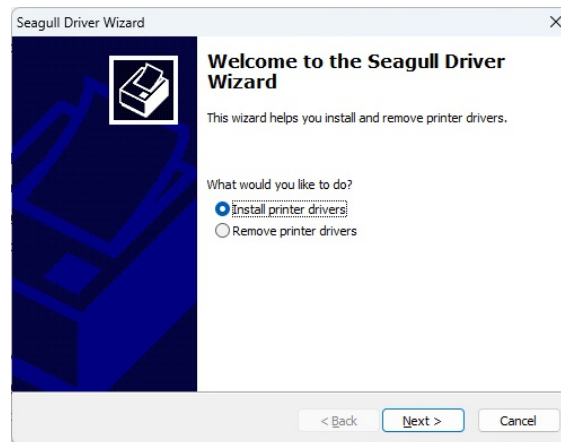 Seagull Driver Wizard
Welcome to the Seagull Driver
Wizard
This wizard helps you install and remove printer drivers.
What would you like to do?
Install printer drivers
Remove printer drivers
< Back
Next >
Cancel